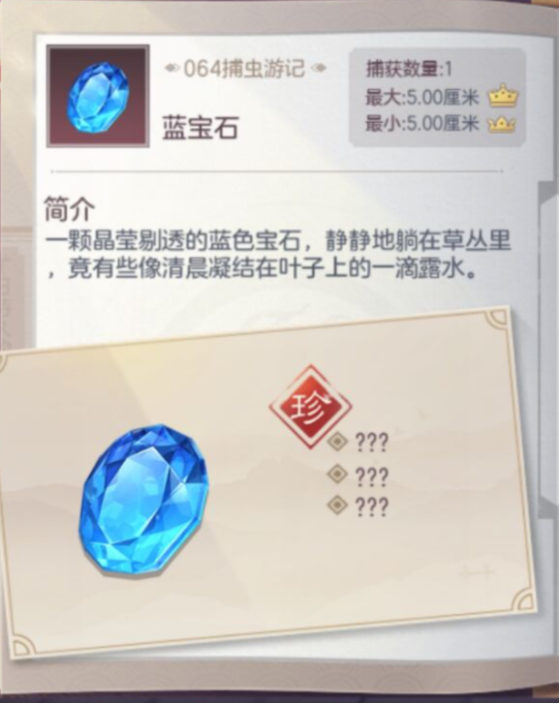 064捕虫游记
蓝宝石
捕获数量:1
最大:5.00厘米
最小:5.00厘米
简介
一颗晶莹剔透的蓝色宝石，静静地躺在草丛里
，竟有些像清晨凝结在叶子上的一滴露水。
珍
???
???
???